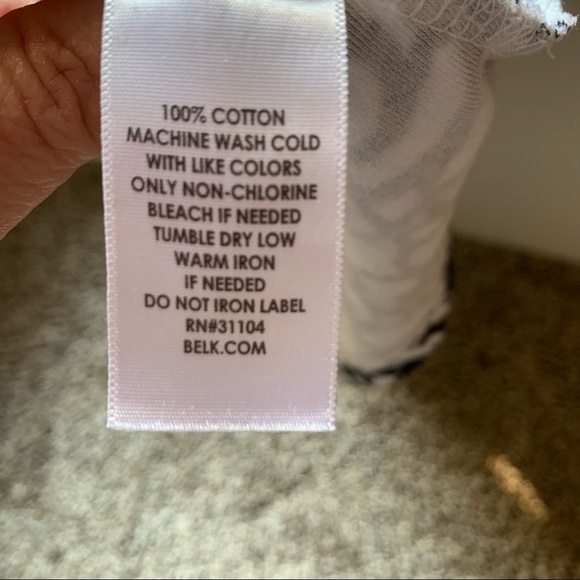 100% COTTON
MACHINE WASH COLD
WITH LIKE COLORS
ONLY NON-CHLORINE
BLEACH IF NEEDED
TUMBLE DRY LOW
WARM IRON
IF NEEDED
DO NOT IRON LABEL
RN#31104
BELK.COM